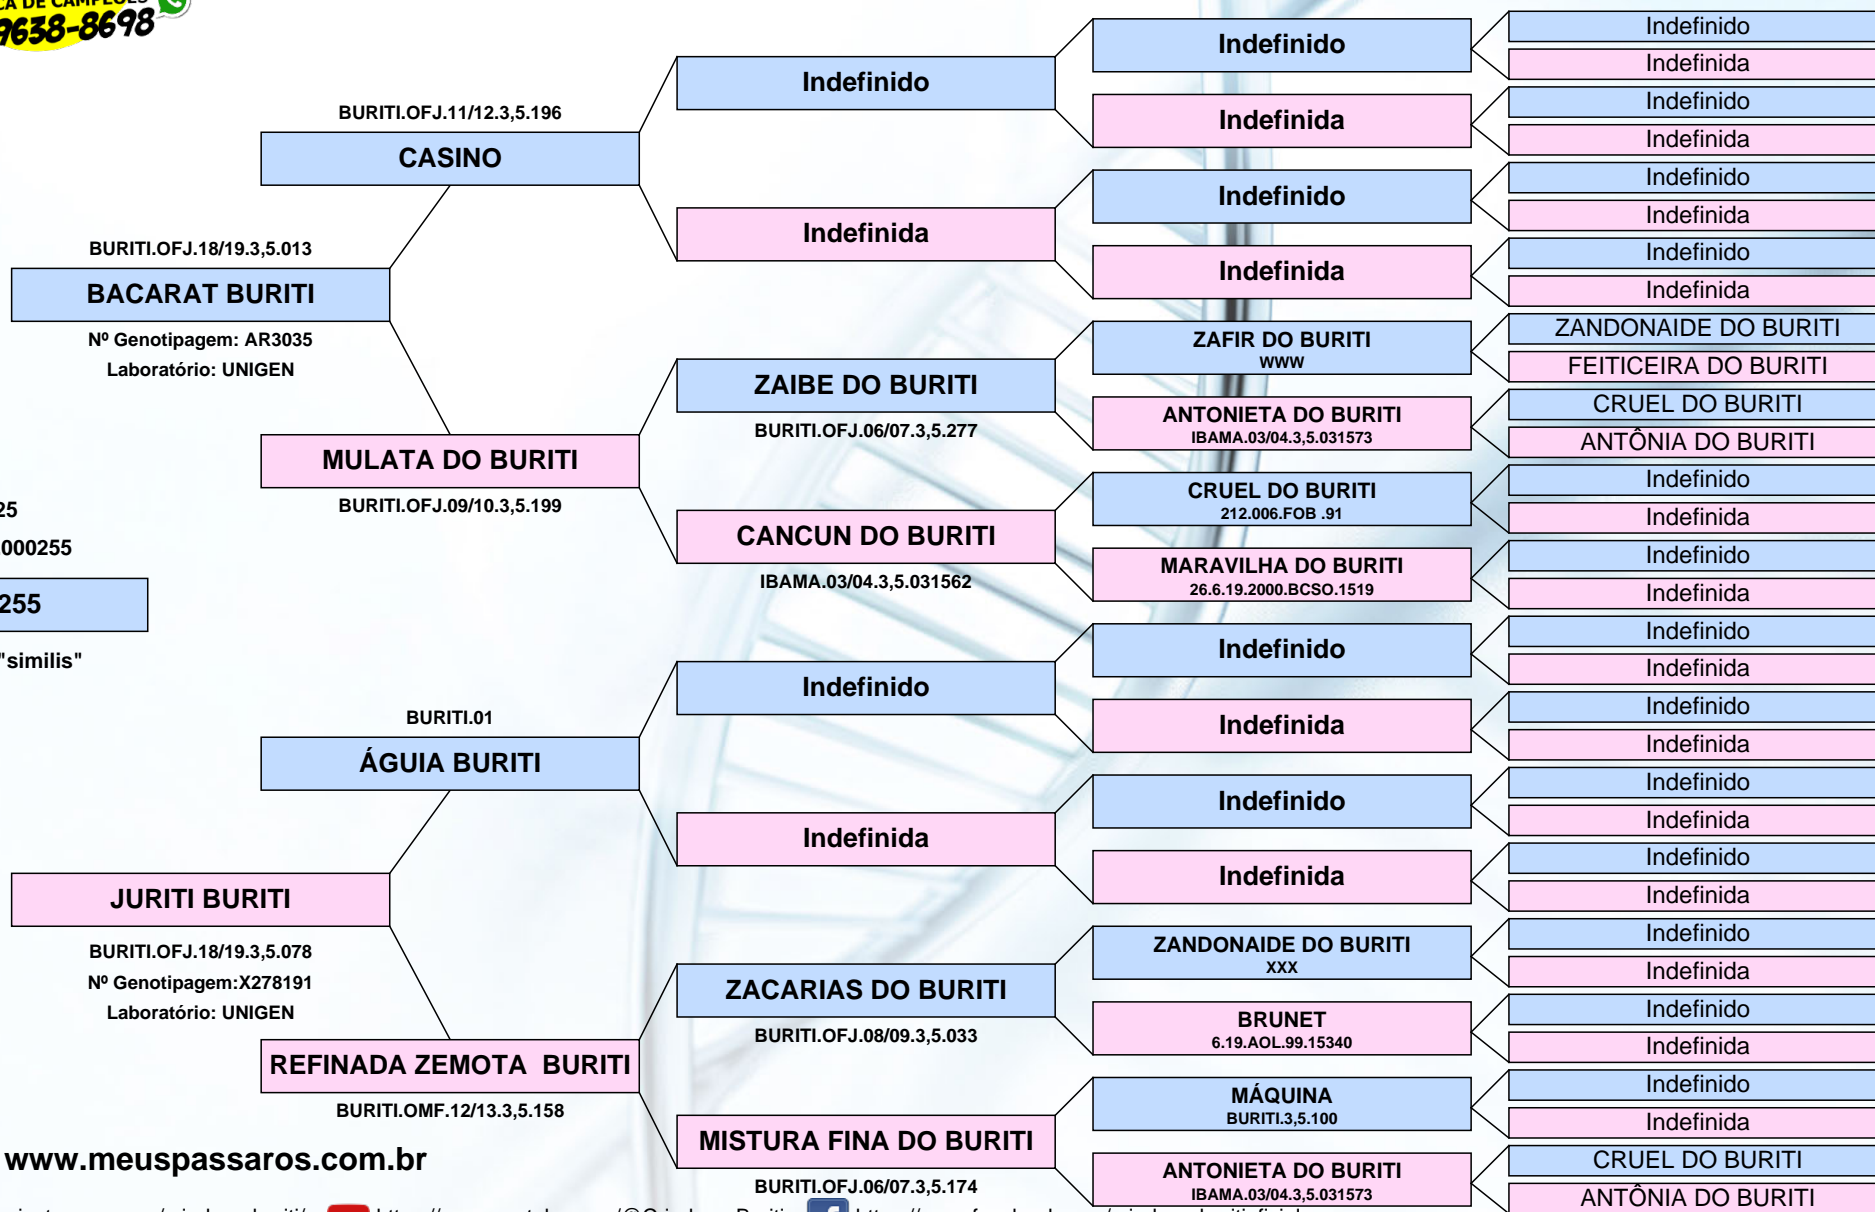 9638-8698
25
000255
255
"similis"
BURITI.OFJ.18/19.3,5.013
BACARAT BURITI
Nº Genotipagem: AR3035
Laboratório: UNIGEN
JURITI BURITI
BURITI.OFJ.18/19.3,5.078
Nº Genotipagem:X278191
Laboratório: UNIGEN
BURITI.OFJ.11/12.3,5.196
CASINO
MULATA DO BURITI
BURITI.OFJ.09/10.3,5.199
BURITI.01
ÁGUIA BURITI
REFINADA ZEMOTA BURITI
BURITI.OMF.12/13.3,5.158
Indefinido
Indefinida
ZAIBE DO BURITI
BURITI.OFJ.06/07.3,5.277
CANCUN DO BURITI
IBAMA.03/04.3,5.031562
Indefinido
Indefinida
ZACARIAS DO BURITI
BURITI.OFJ.08/09.3,5.033
MISTURA FINA DO BURITI
BURITI.OFJ.06/07.3,5.174
Indefinido
Indefinida
Indefinido
Indefinida
ZAFIR DO BURITI
WWW
ANTONIETA DO BURITI
IBAMA.03/04.3,5.031573
CRUEL DO BURITI
212.006.FOB .91
MARAVILHA DO BURITI
26.6.19.2000.BCSO.1519
Indefinido
Indefinida
Indefinido
Indefinida
ZANDONAIDE DO BURITI
XXX
BRUNET
6.19.AOL.99.15340
MÁQUINA
BURITI.3,5.100
ANTONIETA DO BURITI
IBAMA.03/04.3,5.031573
Indefinido
Indefinida
Indefinido
Indefinida
Indefinido
Indefinida
Indefinido
Indefinida
ZANDONAIDE DO BURITI
FEITICEIRA DO BURITI
CRUEL DO BURITI
ANTÔNIA DO BURITI
Indefinido
Indefinida
Indefinido
Indefinida
Indefinido
Indefinida
Indefinido
Indefinida
Indefinido
Indefinida
Indefinido
Indefinida
Indefinido
Indefinida
Indefinido
Indefinida
Indefinido
Indefinida
CRUEL DO BURITI
ANTÔNIA DO BURITI
www.meuspassaros.com.br